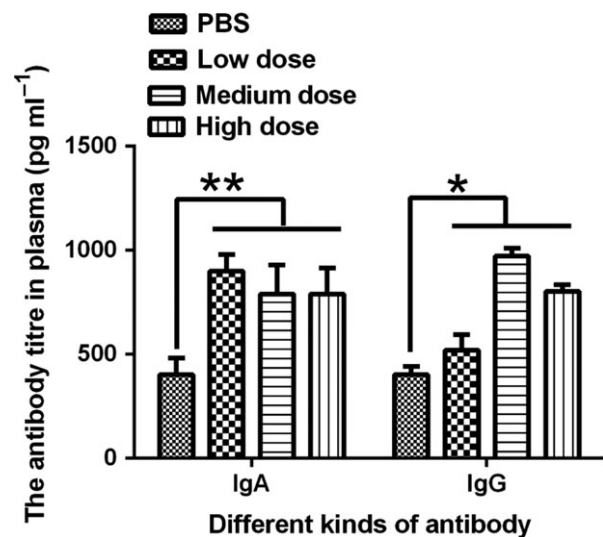 PBS
Low dose
Medium dose
High dose
The antibody titre in plasma (pg ml⁻¹)
1500
1000
500
0
**
*
IgA
IgG
Different kinds of antibody